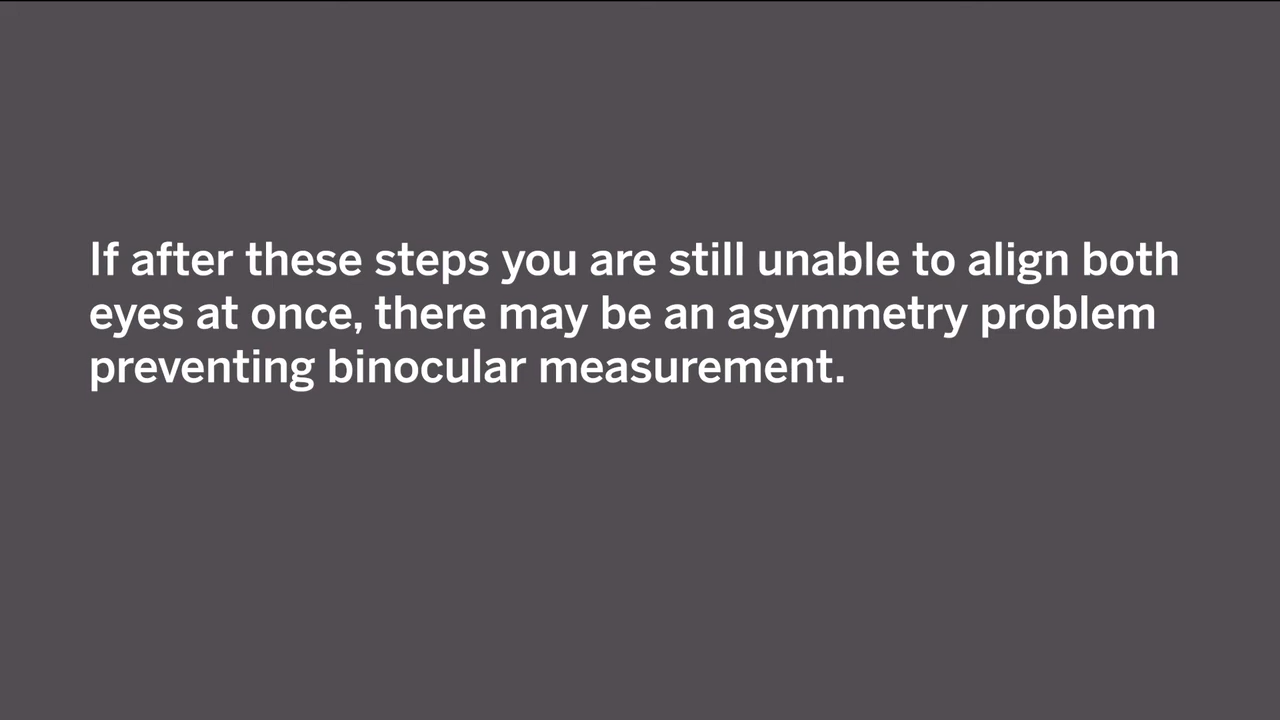 If after these steps you are still unable to align both
eyes at once, there may be an asymmetry problem
preventing binocular measurement.